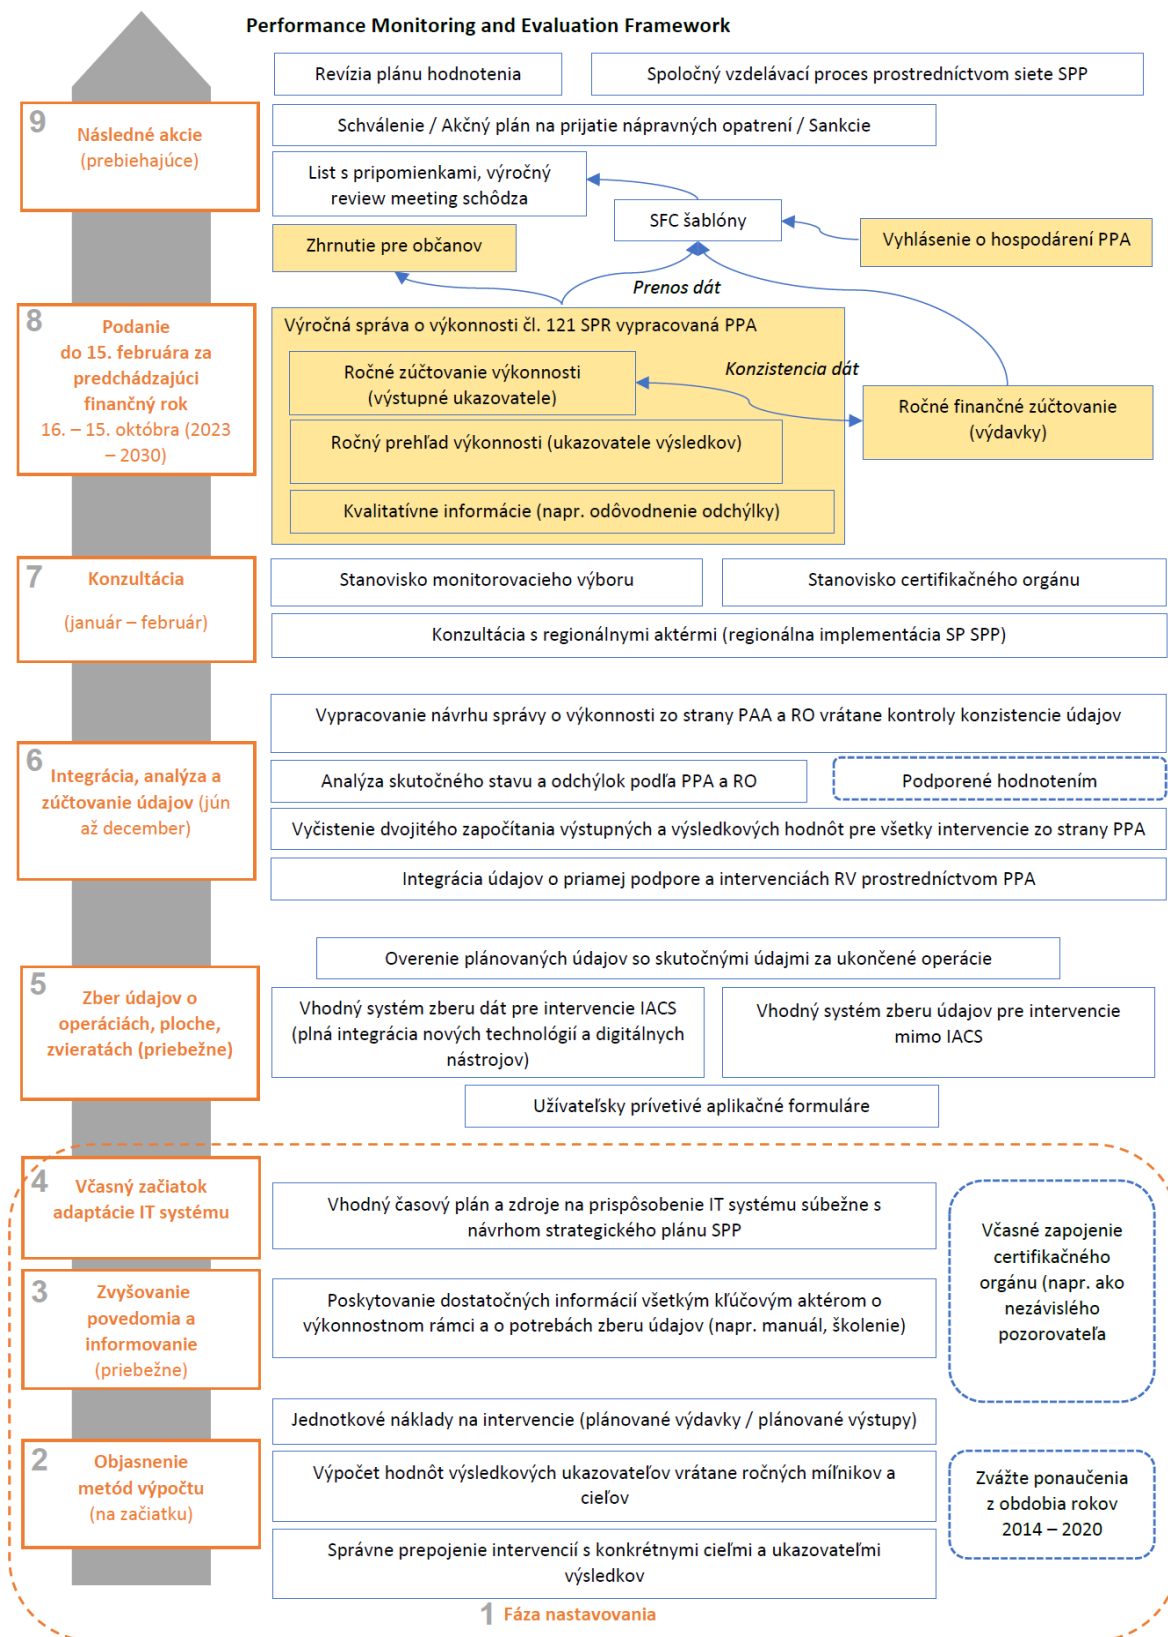 Performance Monitoring and Evaluation Framework
Revízia plánu hodnotenia
Spoločný vzdelávací proces prostredníctvom siete SPP
9
Následné akcie
(prebiehajúce)
Schválenie / Akčný plán na prijatie nápravných opatrení / Sankcie
List s pripomienkami, výročný
review meeting schôdza
SFC šablóny
Zhrnutie pre občanov
Vyhlásenie o hospodárení PPA
Prenos dát
8
Podanie
do 15. februára za
predchádzajúci
finančný rok
16. – 15. októbra (2023
– 2030)
Výročná správa o výkonnosti čl. 121 SPR vypracovaná PPA
Ročné zúčtovanie výkonnosti
(výstupné ukazovatele)
Konzistencia dát
Ročné finančné zúčtovanie
(výdavky)
Ročný prehľad výkonnosti (ukazovatele výsledkov)
Kvalitatívne informácie (napr. odôvodnenie odchýlky)
7
Konzultácia
(január – február)
Stanovisko monitorovacieho výboru
Stanovisko certifikačného orgánu
Konzultácia s regionálnymi aktérmi (regionálna implementácia SP SPP)
6
Integrácia, analýza a
zúčtovanie údajov (jún
až december)
Vypracovanie návrhu správy o výkonnosti zo strany PAA a RO vrátane kontroly konzistencie údajov
Analýza skutočného stavu a odchýlok podľa PPA a RO
Podporené hodnotením
Vyčistenie dvojitého započítania výstupných a výsledkových hodnôt pre všetky intervencie zo strany PPA
Integrácia údajov o priamej podpore a intervenciách RV prostredníctvom PPA
5
Zber údajov o
operáciách, ploche,
zvieratách (priebežne)
Overenie plánovaných údajov so skutočnými údajmi za ukončené operácie
Vhodný systém zberu dát pre intervencie IACS
(plná integrácia nových technológií a digitálnych
nástrojov)
Vhodný systém zberu údajov pre intervencie
mimo IACS
Užívateľsky prívetivé aplikačné formuláre
4
Včasný začiatok
adaptácie IT systému
Vhodný časový plán a zdroje na prispôsobenie IT systému súbežne s
návrhom strategického plánu SPP
Včasné zapojenie
certifikačného
orgánu (napr. ako
nezávislého
pozorovateľa
3
Zvyšovanie
povedomia a
informovanie
(priebežne)
Poskytovanie dostatočných informácií všetkým kľúčovým aktérom o
výkonnostnom rámci a o potrebách zberu údajov (napr. manuál, školenie)
2
Objasnenie
metód výpočtu
(na začiatku)
Jednotkové náklady na intervencie (plánované výdavky / plánované výstupy)
Výpočet hodnôt výsledkových ukazovateľov vrátane ročných míľnikov a
cieľov
Správne prepojenie intervencií s konkrétnymi cieľmi a ukazovateľmi
výsledkov
Zvážte ponaučenia
z obdobia rokov
2014 – 2020
1 Fáza nastavovania